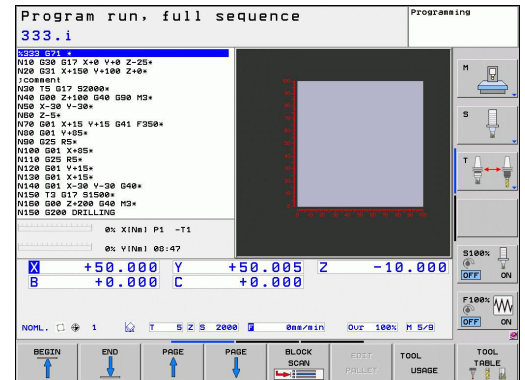 Program run, full sequence
Programming
333.i
%333 G71 *
N10 G30 G17 X+0 Y+0 Z-25*
N20 G31 X+150 Y+100 Z+0*
;comment
N30 T5 G17 S2000*
N40 G00 Z+100 G40 G90 M3*
N50 X-30 Y-30*
N60 Z-5*
N70 G01 X+15 Y+15 G41 F350*
N80 G01 Y+85*
N90 G25 R5*
N100 G01 X+85*
N110 G25 R5*
N120 G01 Y+15*
N130 G01 X+15*
N140 G01 X-30 Y-30 G40*
N150 T3 G17 S1500*
N160 G00 Z+200 G40 M3*
N150 G200 DRILLING
0% X[Nm] P1 -T1
0% Y[Nm] 08:47
X +50.000 Y +50.005 Z -10.000
B +0.000 C +0.000
NOML. 1 T 5 Z S 2000 F 0mm/min Ovr 100% M 5/9
M
S
T
S100%
OFF ON
F100%
OFF ON
BEGIN
END
PAGE
PAGE
BLOCK SCAN
EDIT PALLET
TOOL USAGE
TOOL TABLE